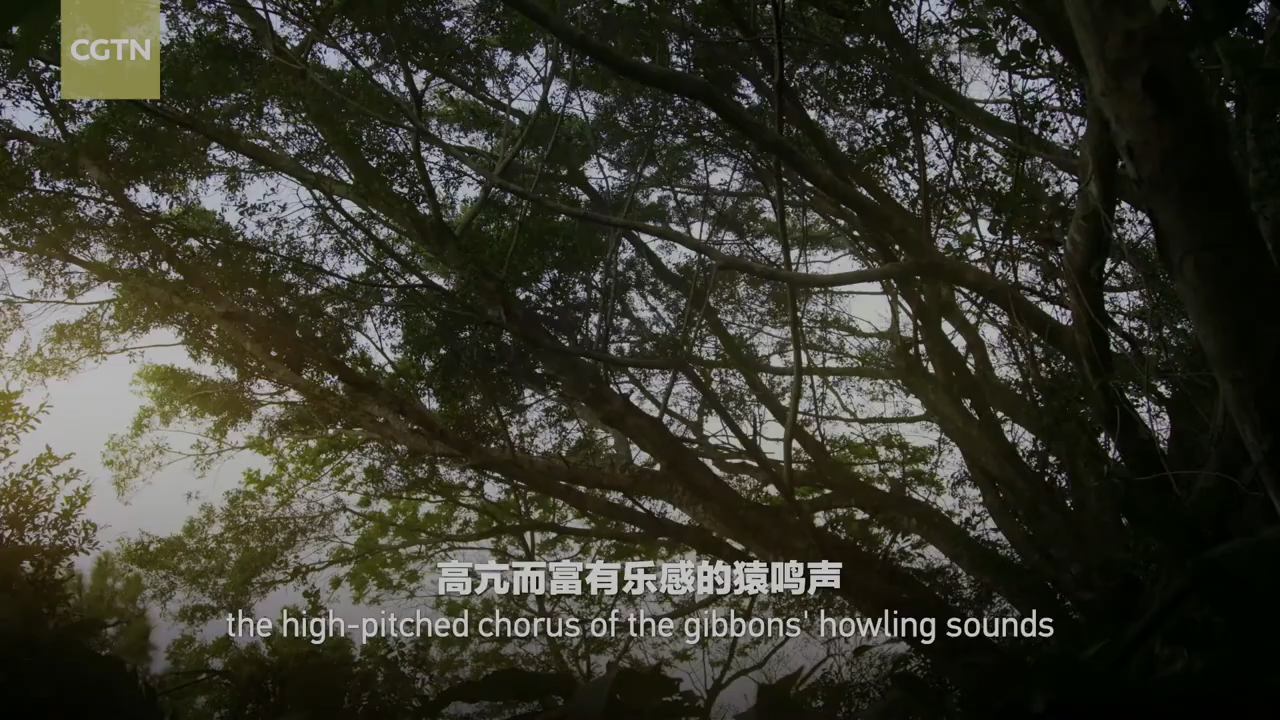 CGTN
高亢而富有乐感的猿鸣声
the high-pitched chorus of the gibbons' howling sounds